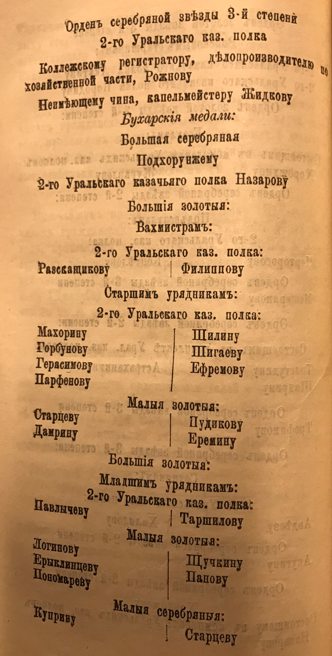 Орденъ серебряной звѣзды 3-й степени
2-го Уральскаго каз. полка
Коллежскому регистратору, дѣлопроизводителю по
хозяйственной части, Рожнову
Неимѣющему чина, капельмейстеру Жидкову
Бухарскія медали:
Большая серебряная
Подхорунжему
2-го Уральскаго казачьяго полка Назарову
Большія золотыя:
Вахмистрамъ:
2-го Уральскаго каз. полка:
Разскащикову Филиппову
Старшимъ урядникамъ:
2-го Уральскаго каз. полка:
Махорину Шилину
Горбунову Шигаеву
Герасимову Ефремову
Парфенову
Малыя золотыя:
Старцеву Пудикову
Дамрину Еремину
Большія золотыя:
Младшимъ урядникамъ:
2-го Уральскаго каз. полка:
Павлычеву Таршилову
Малыя золотыя:
Логинову Щучкину
Ерыклинцеву Панову
Пономареву
Малыя серебряныя:
Куприву Старцеву